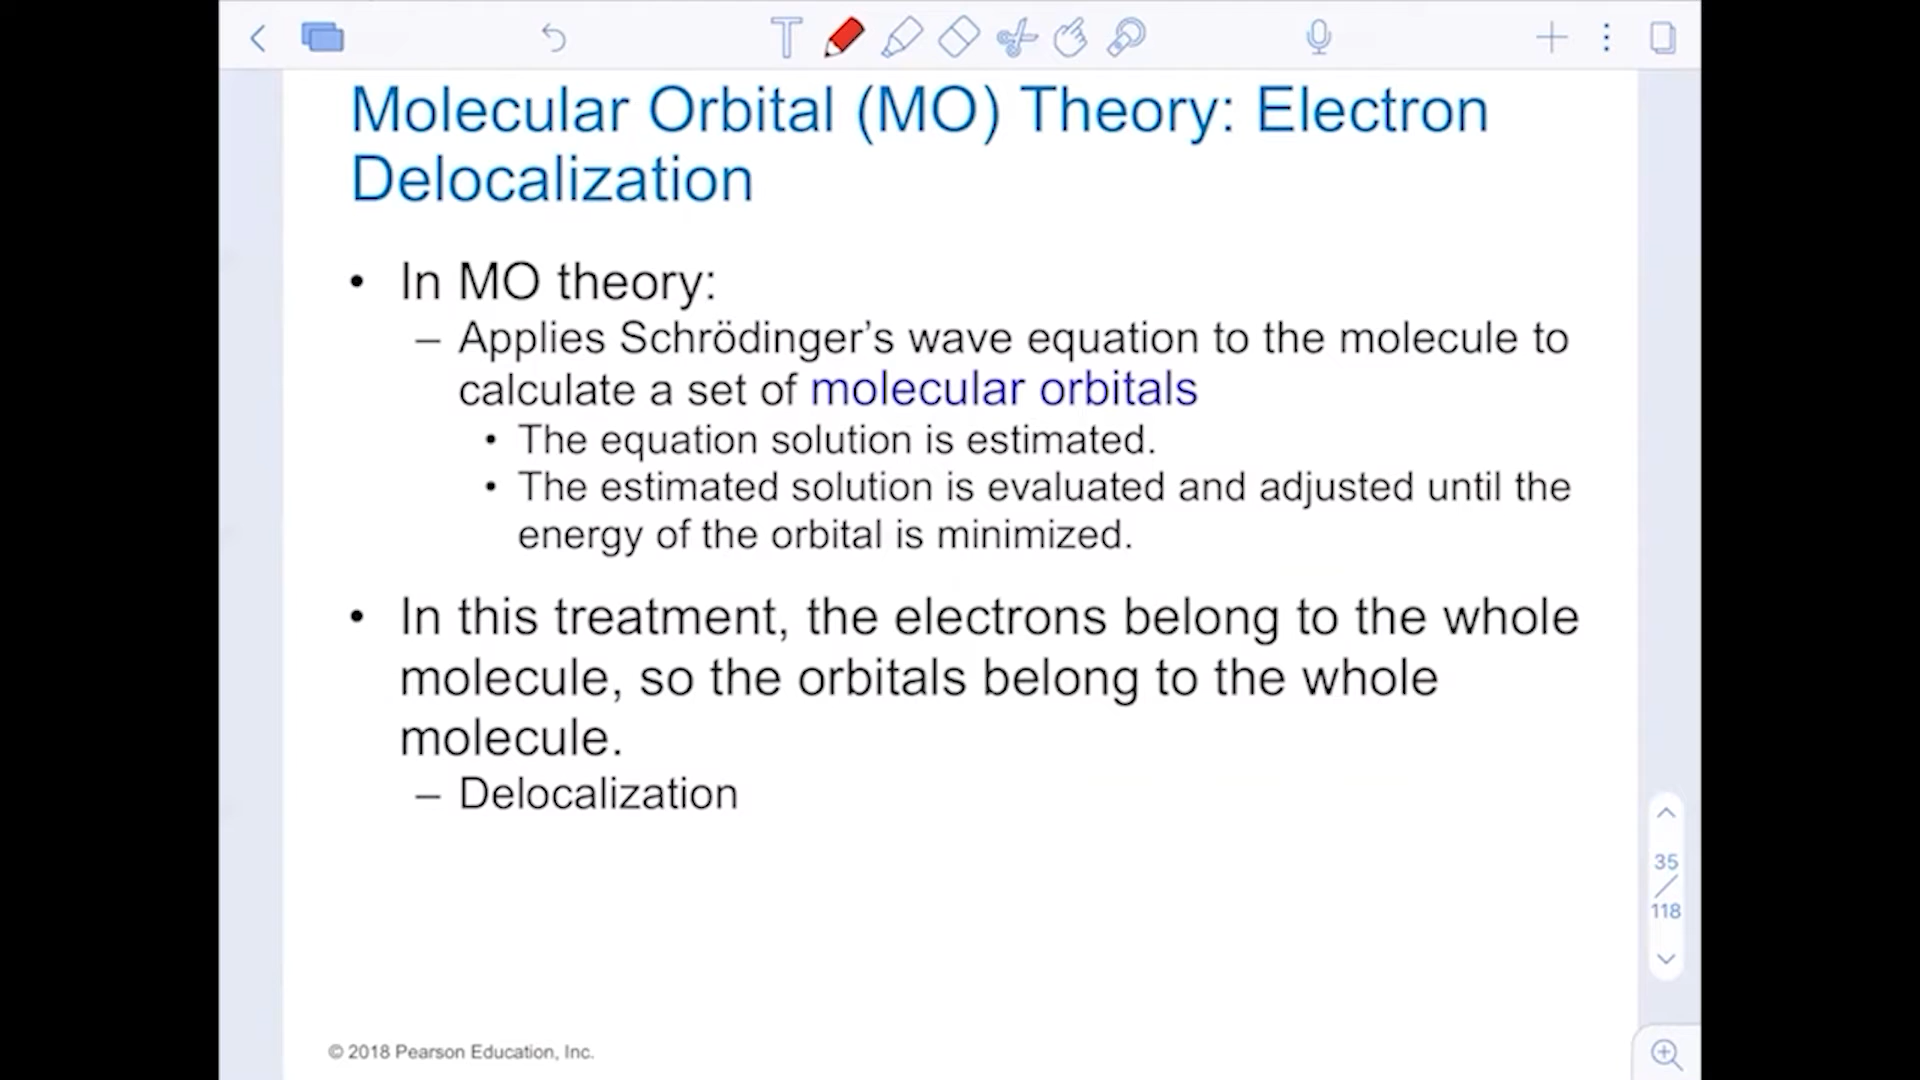 Molecular Orbital (MO) Theory: Electron
Delocalization
• In MO theory:
– Applies Schrödinger’s wave equation to the molecule to
calculate a set of molecular orbitals
• The equation solution is estimated.
• The estimated solution is evaluated and adjusted until the
energy of the orbital is minimized.
• In this treatment, the electrons belong to the whole
molecule, so the orbitals belong to the whole
molecule.
– Delocalization
35
118
© 2018 Pearson Education, Inc.